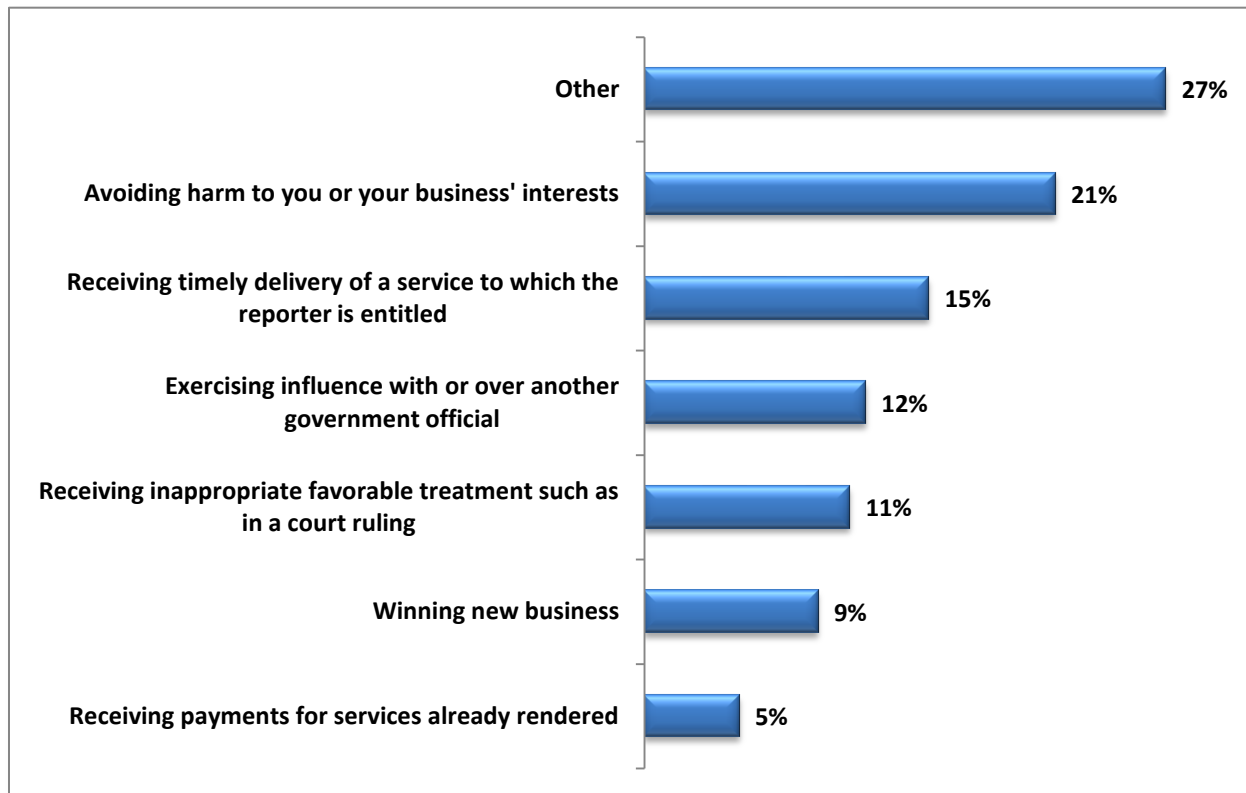 Other
27%
Avoiding harm to you or your business' interests
21%
Receiving timely delivery of a service to which the
reporter is entitled
15%
Exercising influence with or over another
government official
12%
Receiving inappropriate favorable treatment such as
in a court ruling
11%
Winning new business
9%
Receiving payments for services already rendered
5%